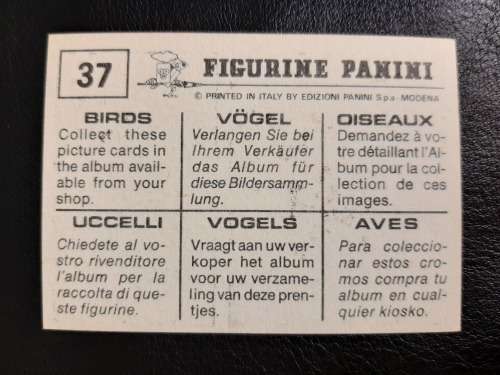 37
FIGURINE PANINI
© PRINTED IN ITALY BY EDIZIONI PANINI S.p.a - MODENA
BIRDS
Collect these
picture cards in
the album avail-
able from your
shop.
VÖGEL
Verlangen Sie bei
Ihrem Verkäufer
das Album für
diese Bildersamm-
lung.
OISEAUX
Demandez à vo-
tre détaillant l'Al-
bum pour la col-
lection de ces
images.
UCCELLI
Chiedete al vo-
stro rivenditore
l'album per la
raccolta di que-
ste figurine.
VOGELS
Vraagt aan uw ver-
koper het album
voor uw verzame-
ling van deze pren-
tjes.
AVES
Para coleccio-
nar estos cro-
mos compra tu
album en cual-
quier kiosko.